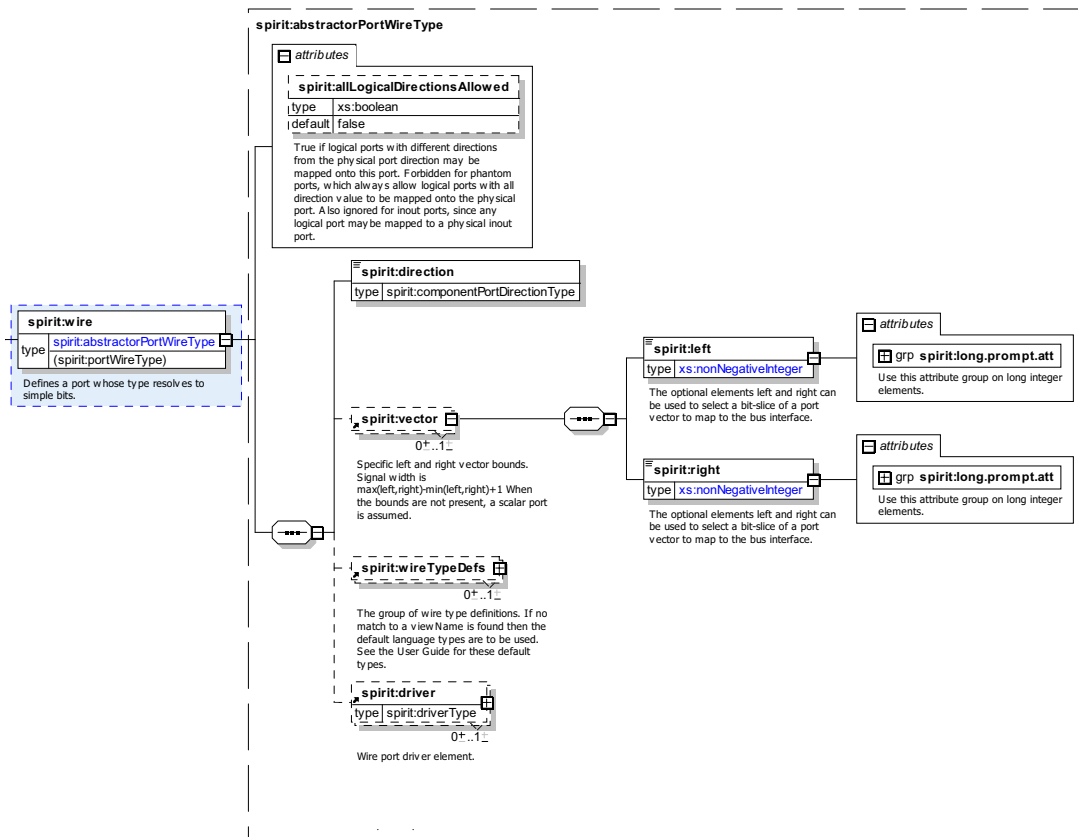 spirit:abstractorPortWireType
attributes
spirit:allLogicalDirectionsAllowed
type xs:boolean
default false
True if logical ports with different directions
from the physical port direction may be
mapped onto this port. Forbidden for phantom
ports, which always allow logical ports with all
direction value to be mapped onto the physical
port. Also ignored for inout ports, since any
logical port may be mapped to a physical inout
port.
spirit:wire
type spirit:abstractorPortWireType
(spirit:portWireType)
Defines a port whose type resolves to
simple bits.
spirit:direction
type spirit:componentPortDirectionType
spirit:vector
0..1
Specific left and right vector bounds.
Signal width is
max(left,right)-min(left,right)+1 When
the bounds are not present, a scalar port
is assumed.
spirit:left
type xs:nonNegativeInteger
The optional elements left and right can
be used to select a bit-slice of a port
vector to map to the bus interface.
attributes
grp spirit:long.prompt.att
Use this attribute group on long integer
elements.
spirit:right
type xs:nonNegativeInteger
The optional elements left and right can
be used to select a bit-slice of a port
vector to map to the bus interface.
attributes
grp spirit:long.prompt.att
Use this attribute group on long integer
elements.
spirit:wireTypeDefs
0..1
The group of wire type definitions. If no
match to a viewName is found then the
default language types are to be used.
See the User Guide for these default
types.
spirit:driver
type spirit:driverType
0..1
Wire port driver element.